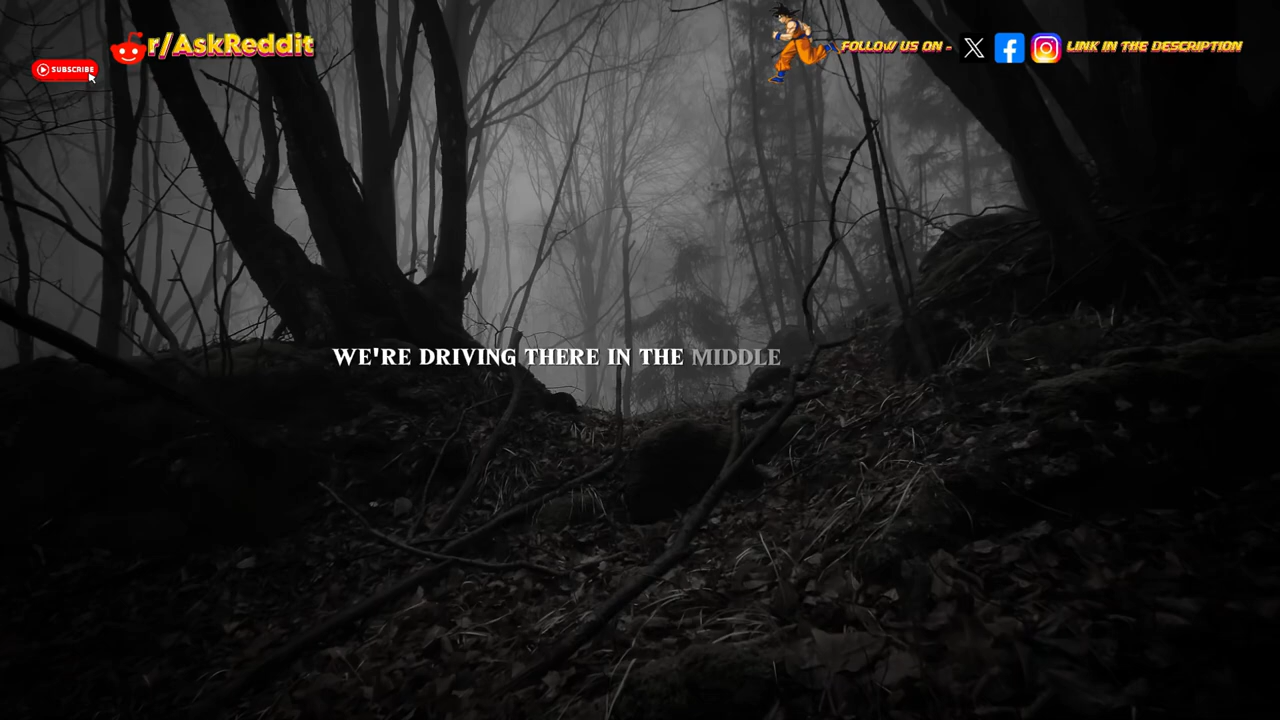 r/AskReddit
SUBSCRIBE
FOLLOW US ON -
LINK IN THE DESCRIPTION
WE'RE DRIVING THERE IN THE MIDDLE